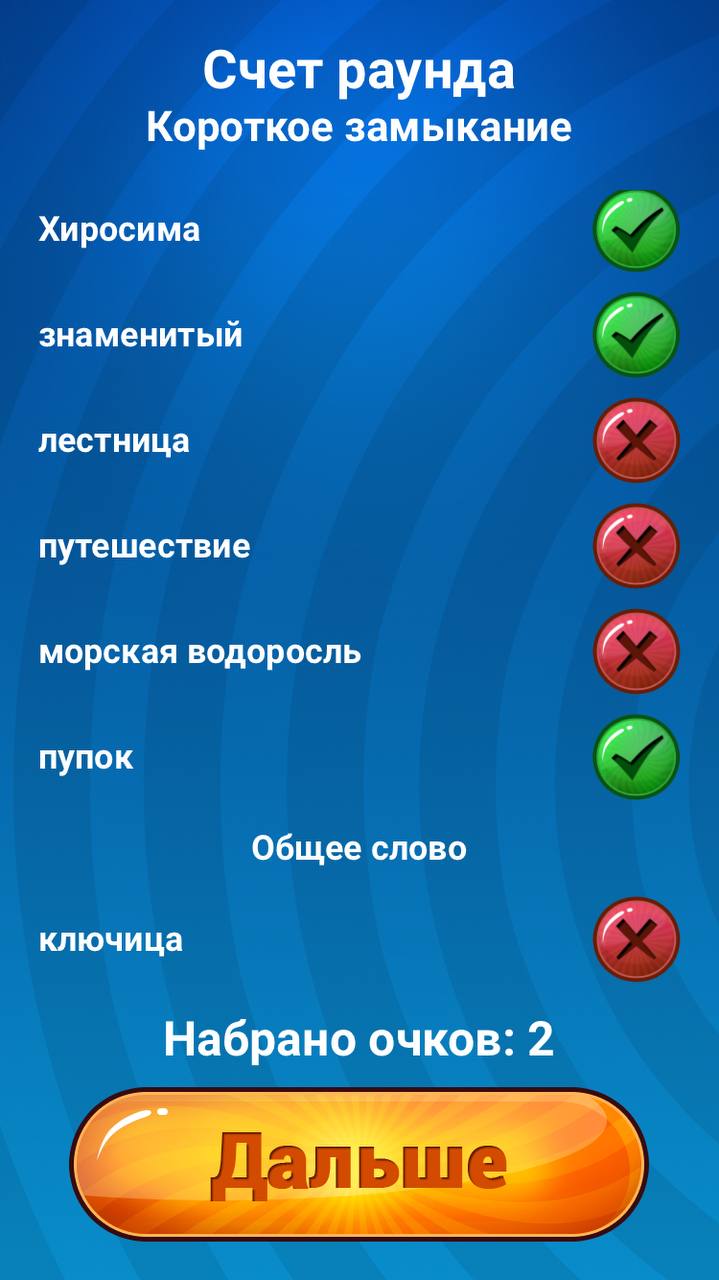 Счет раунда
Короткое замыкание
Хиросима
знаменитый
лестница
путешествие
морская водоросль
пупок
Общее слово
ключица
Набрано очков: 2
Дальше